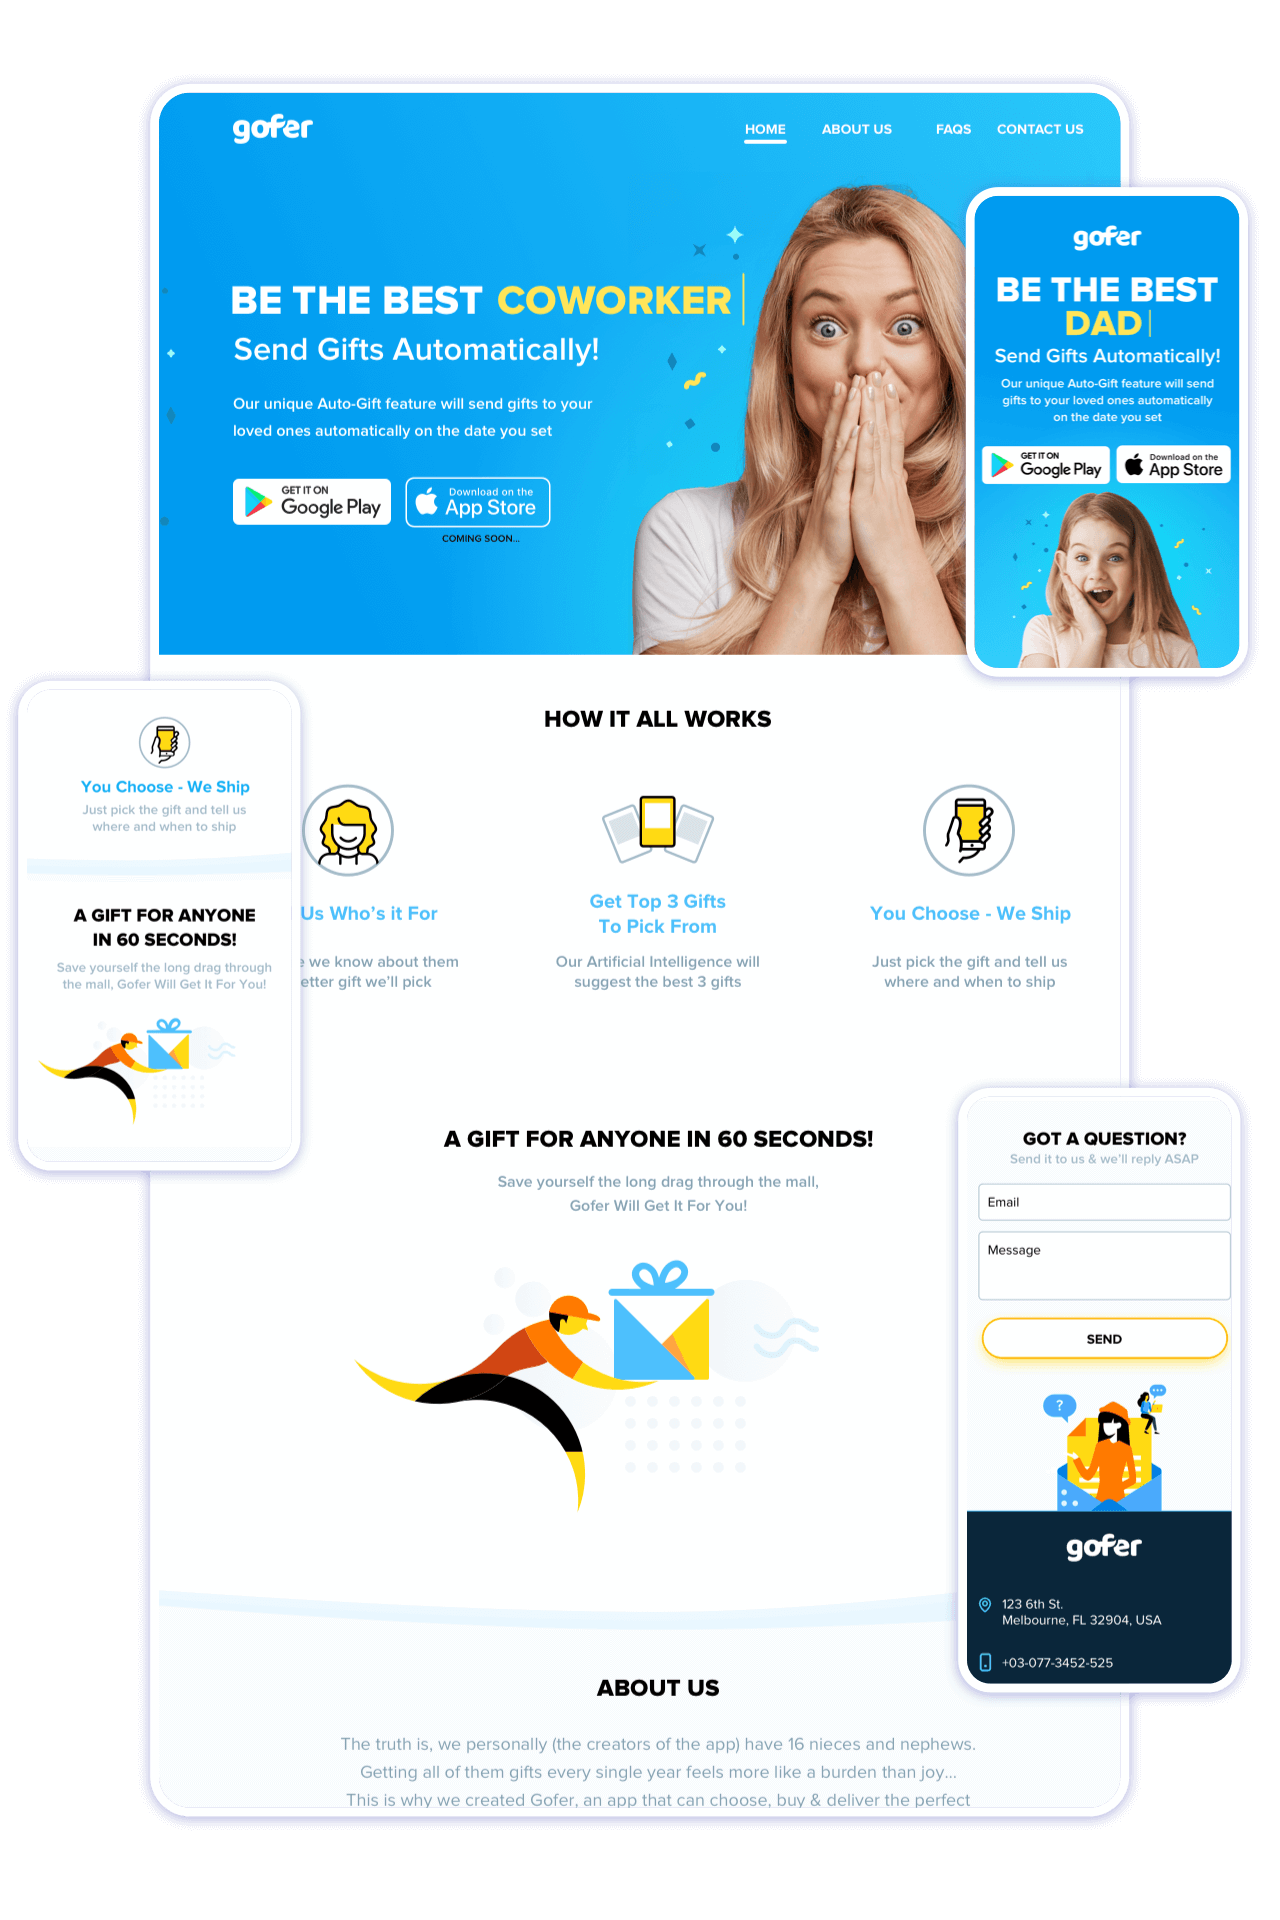 gofer
HOME ABOUT US FAQS CONTACT US
BE THE BEST COWORKER
Send Gifts Automatically!
Our unique Auto-Gift feature will send gifts to your
loved ones automatically on the date you set
GET IT ON
Google Play
Download on the
App Store
COMING SOON...
gofer
BE THE BEST
DAD
Send Gifts Automatically!
Our unique Auto-Gift feature will send
gifts to your loved ones automatically
on the date you set
GET IT ON
Google Play
Download on the
App Store
You Choose - We Ship
Just pick the gift and tell us
where and when to ship
A GIFT FOR ANYONE
IN 60 SECONDS!
Save yourself the long drag through
the mall, Gofer Will Get It For You!
HOW IT ALL WORKS
Us Who's it For
we know about them
etter gift we'll pick
Get Top 3 Gifts
To Pick From
Our Artificial Intelligence will
suggest the best 3 gifts
You Choose - We Ship
Just pick the gift and tell us
where and when to ship
A GIFT FOR ANYONE IN 60 SECONDS!
Save yourself the long drag through the mall,
Gofer Will Get It For You!
GOT A QUESTION?
Send it to us & we'll reply ASAP
Email
Message
SEND
?
gofer
123 6th St.
Melbourne, FL 32904, USA
+03-077-3452-525
ABOUT US
The truth is, we personally (the creators of the app) have 16 nieces and nephews.
Getting all of them gifts every single year feels more like a burden than joy...
This is why we created Gofer, an app that can choose, buy & deliver the perfect